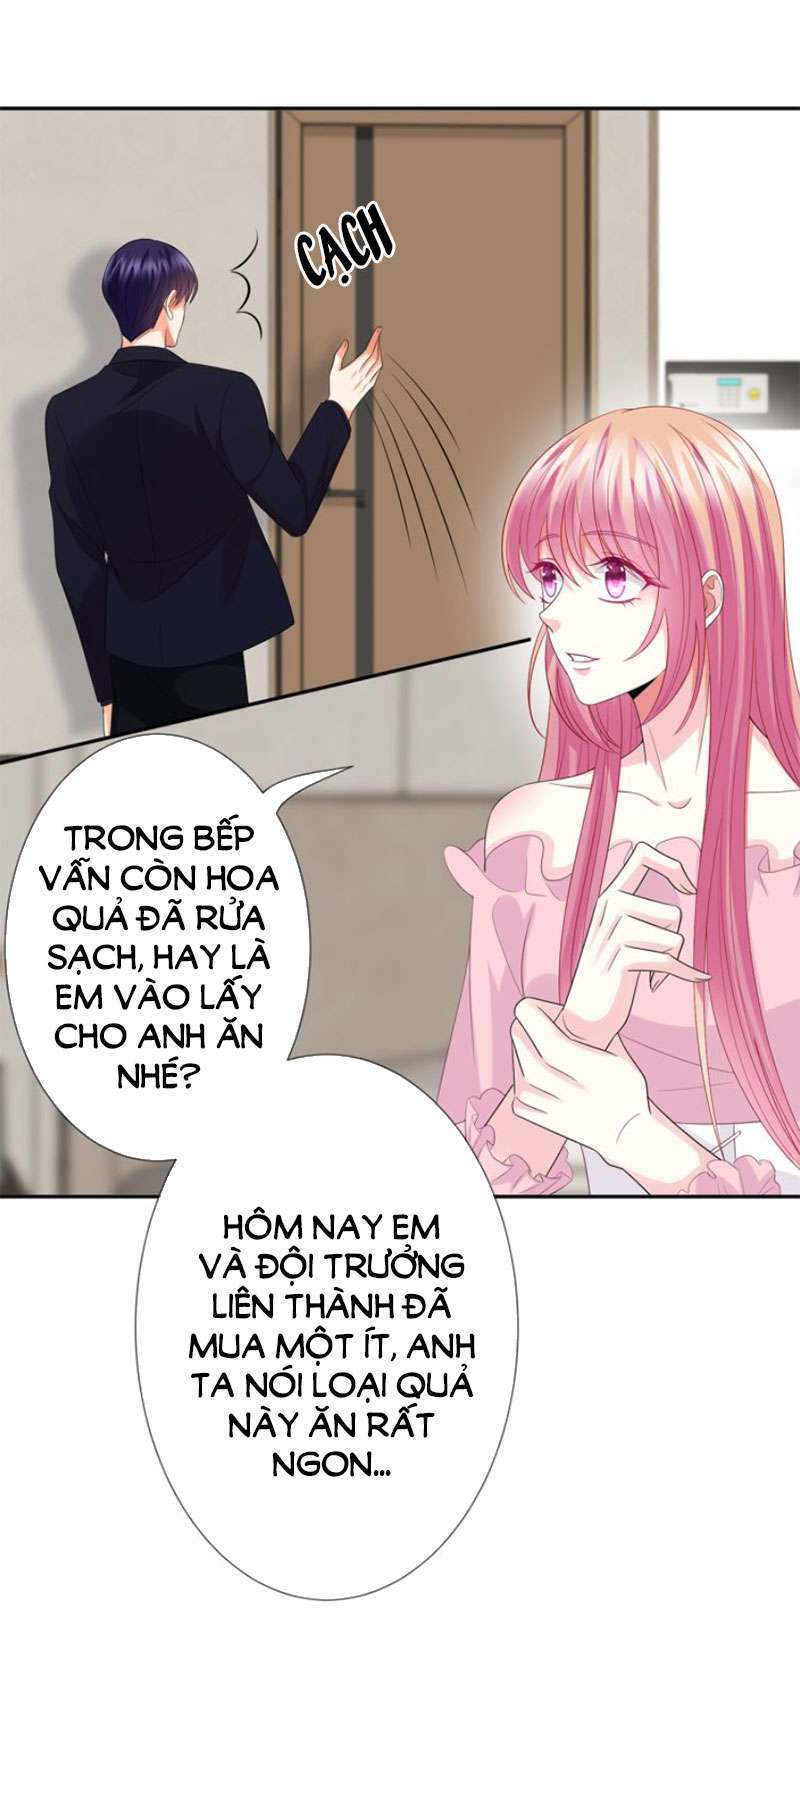 CẠCH
TRONG BẾP
VẪN CÒN HOA
QUẢ ĐÃ RỬA
SẠCH, HAY LÀ
EM VÀO LẤY
CHO ANH ĂN
NHÉ?
HÔM NAY EM
VÀ ĐỘI TRƯỞNG
LIÊN THÀNH ĐÃ
MUA MỘT ÍT, ANH
TA NÓI LOẠI QUẢ
NÀY ĂN RẤT
NGON...